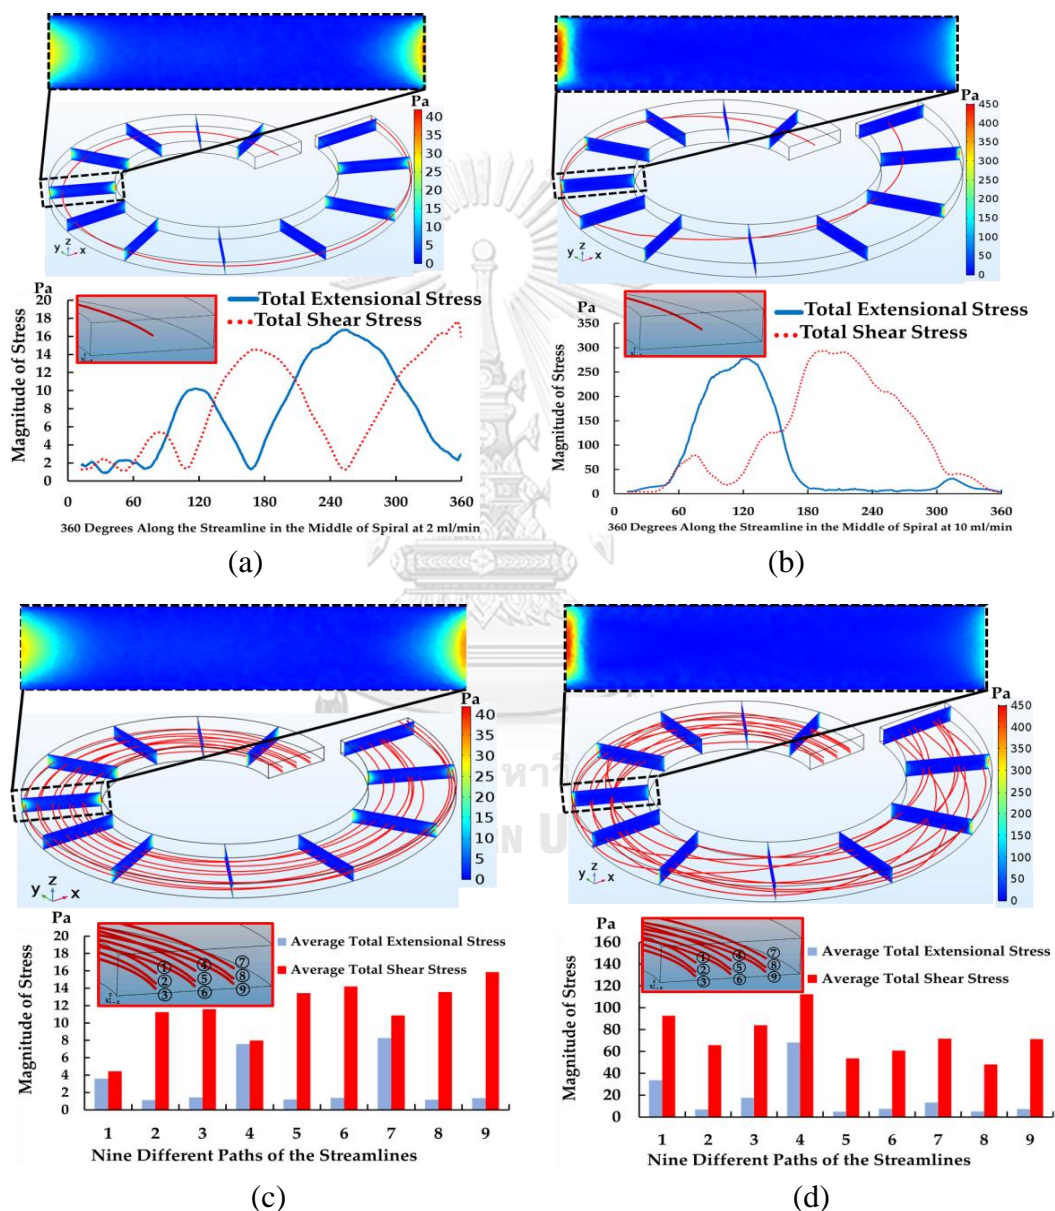 Pa
40
35
30
25
20
15
10
5
0
y z x
Pa
450
400
350
300
250
200
150
100
50
0
y z x
Pa
20
18
16
14
12
10
8
6
4
2
0
Magnitude of Stress
Total Extensional Stress
Total Shear Stress
0 60 120 180 240 300 360
360 Degrees Along the Streamline in the Middle of Spiral at 2 ml/min
(a)
Pa
350
300
250
200
150
100
50
0
Magnitude of Stress
Total Extensional Stress
Total Shear Stress
0 60 120 180 240 300 360
360 Degrees Along the Streamline in the Middle of Spiral at 10 ml/min
(b)
Pa
40
35
30
25
20
15
10
5
0
y z x
Pa
450
400
350
300
250
200
150
100
50
0
y z x
หาวิ
N U
Pa
20
18
16
14
12
10
8
6
4
2
0
Magnitude of Stress
① ④ ⑦
② ⑤ ⑧
③ ⑥ ⑨
Average Total Extensional Stress
Average Total Shear Stress
1 2 3 4 5 6 7 8 9
Nine Different Paths of the Streamlines
(c)
Pa
160
140
120
100
80
60
40
20
0
Magnitude of Stress
① ④ ⑦
② ⑤ ⑧
③ ⑥ ⑨
Average Total Extensional Stress
Average Total Shear Stress
1 2 3 4 5 6 7 8 9
Nine Different Paths of the Streamlines
(d)